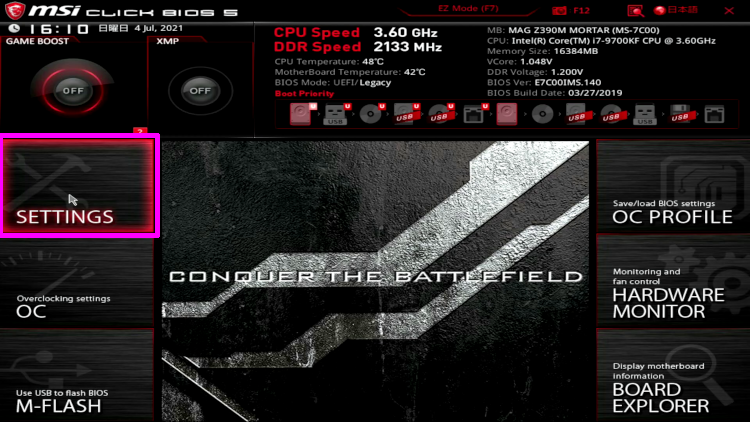 msi CLICK BIOS 5
EZ Mode (F7)
F12
日本語
16:10 日曜日 4 Jul, 2021
GAME BOOST
XMP
OFF
OFF
CPU Speed 3.60 GHz
DDR Speed 2133 MHz
CPU Temperature: 48℃
MotherBoard Temperature: 42℃
BIOS Mode: UEFI/Legacy
Boot Priority
MB: MAG Z390M MORTAR (MS-7C00)
CPU: Intel(R) Core(TM) i7-9700KF CPU @ 3.60GHz
Memory Size: 16384MB
VCore: 1.048V
DDR Voltage: 1.200V
BIOS Ver: E7C00IMS.140
BIOS Build Date: 03/27/2019
U U U U U U
USB USB USB USB USB USB USB
?
SETTINGS
Overclocking settings
OC
Use USB to flash BIOS
M-FLASH
CONQUER THE BATTLEFIELD
Save/load BIOS settings
OC PROFILE
Monitoring and
fan control
HARDWARE
MONITOR
Display motherboard
information
BOARD
EXPLORER